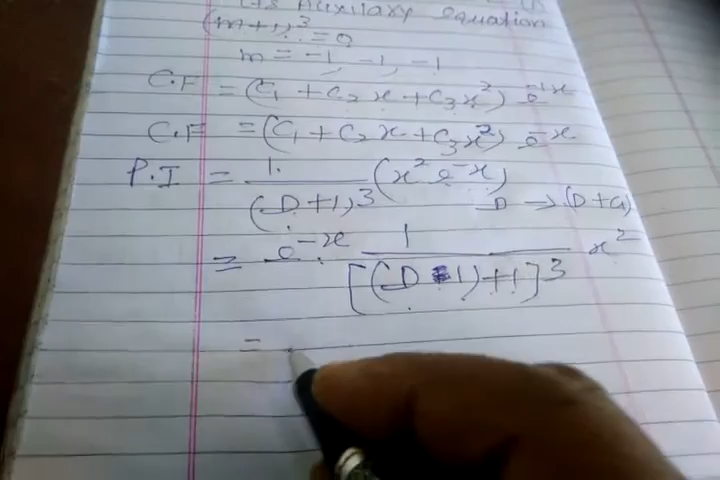 Auxilary equation
(m+1)³ = 0
m = -1, -1, -1
C.F = (C₁ + C₂x + C₃x²) e⁻¹ˣ
C.F = (C₁ + C₂x + C₃x²) e⁻ˣ
P.I = 1/(D+1)³ (x² e⁻ˣ)
D → (D+a)
= e⁻ˣ 1/[(D-1)+1]³ x²
=